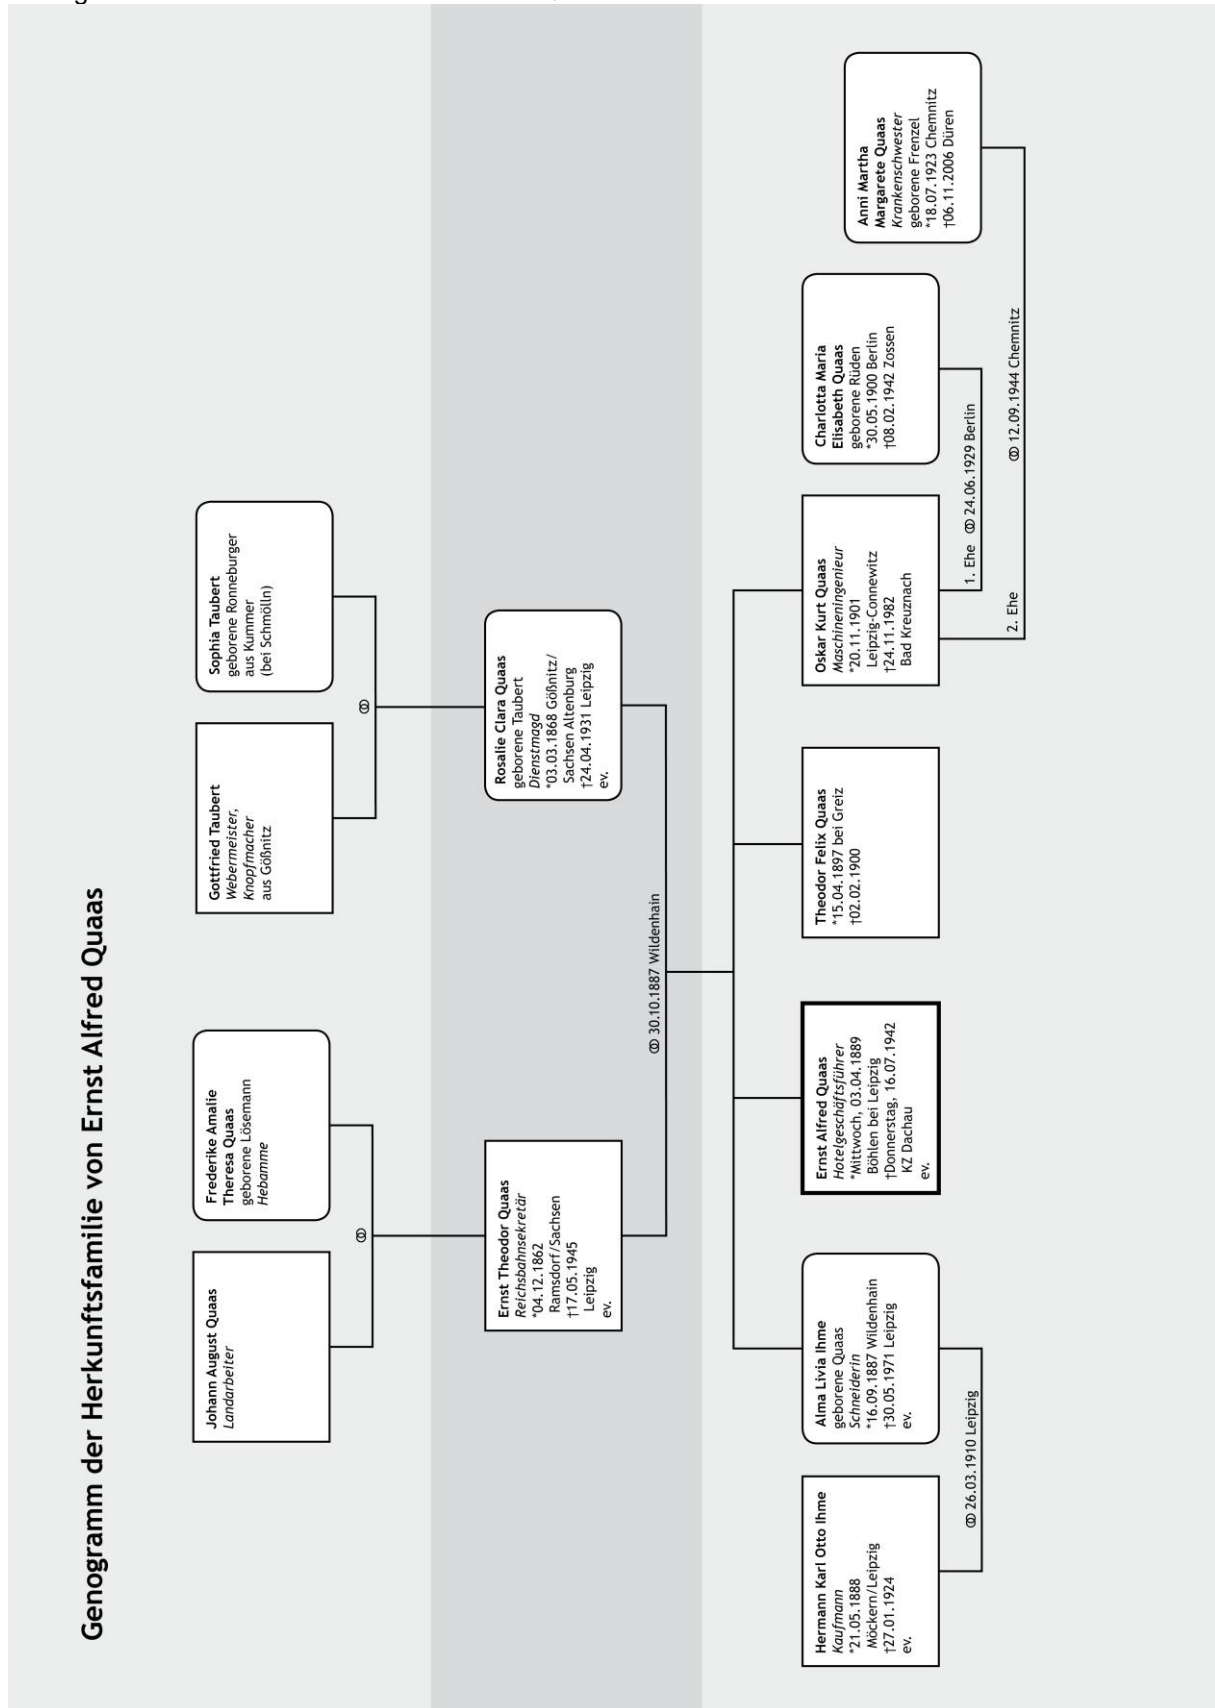 Genogramm der Herkunftsfamilie von Ernst Alfred Quaas
Johann August Quaas
Landarbeiter
Frederike Amalie
Theresa Quaas
geborene Lösemann
Hebamme
Gottfried Taubert
Webermeister,
Knopfmacher
aus Gößnitz
Sophia Taubert
geborene Ronneburger
aus Kummer
(bei Schmölln)
⚭
⚭
Ernst Theodor Quaas
Reichsbahnsekretär
*04.12.1862
Ramsdorf/Sachsen
†17.05.1945
Leipzig
ev.
Rosalie Clara Quaas
geborene Taubert
Dienstmagd
*03.03.1868 Gößnitz/
Sachsen Altenburg
†24.04.1931 Leipzig
ev.
⚭ 30.10.1887 Wildenhain
Hermann Karl Otto Ihme
Kaufmann
*21.05.1888
Möckern/Leipzig
†27.01.1924
ev.
Alma Livia Ihme
geborene Quaas
Schneiderin
*16.09.1887 Wildenhain
†30.05.1971 Leipzig
ev.
Ernst Alfred Quaas
Hotelgeschäftsführer
*Mittwoch, 03.04.1889
Böhlen bei Leipzig
†Donnerstag, 16.07.1942
KZ Dachau
ev.
Theodor Felix Quaas
*15.04.1897 bei Greiz
†02.02.1900
Oskar Kurt Quaas
Maschineningenieur
*20.11.1901
Leipzig-Connewitz
†24.11.1982
Bad Kreuznach
Charlotta Maria
Elisabeth Quaas
geborene Rüden
*30.05.1900 Berlin
†08.02.1942 Zossen
Anni Martha
Margarete Quaas
Krankenschwester
geborene Frenzel
*18.07.1923 Chemnitz
†06.11.2006 Düren
⚭ 26.03.1910 Leipzig
1. Ehe ⚭ 24.06.1929 Berlin
2. Ehe ⚭ 12.09.1944 Chemnitz